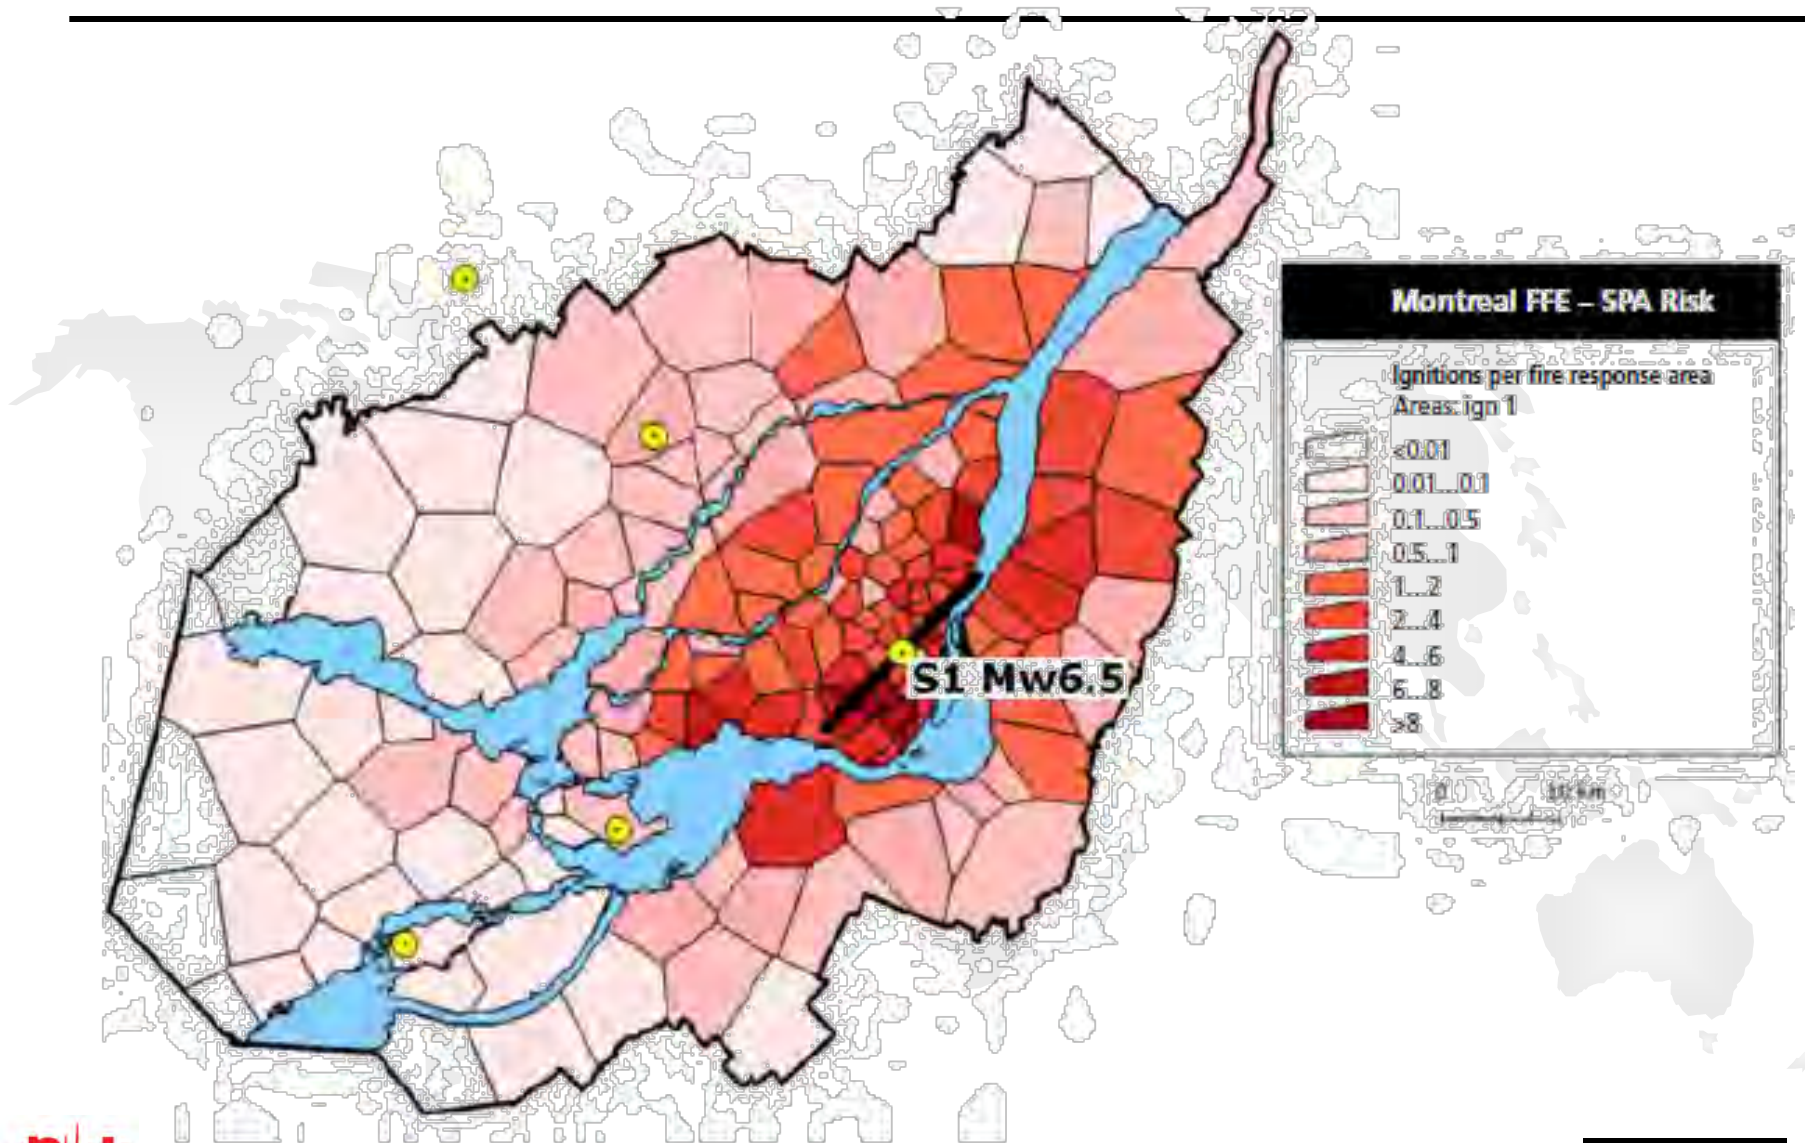 Montreal FFE – SPA Risk
Ignitions per fire response area
Areas: ign 1
<0.01
0.01...0.1
0.1...0.5
0.5...1
1...2
2...4
4...6
6...8
>8
S1 Mw6.5
0 10 km